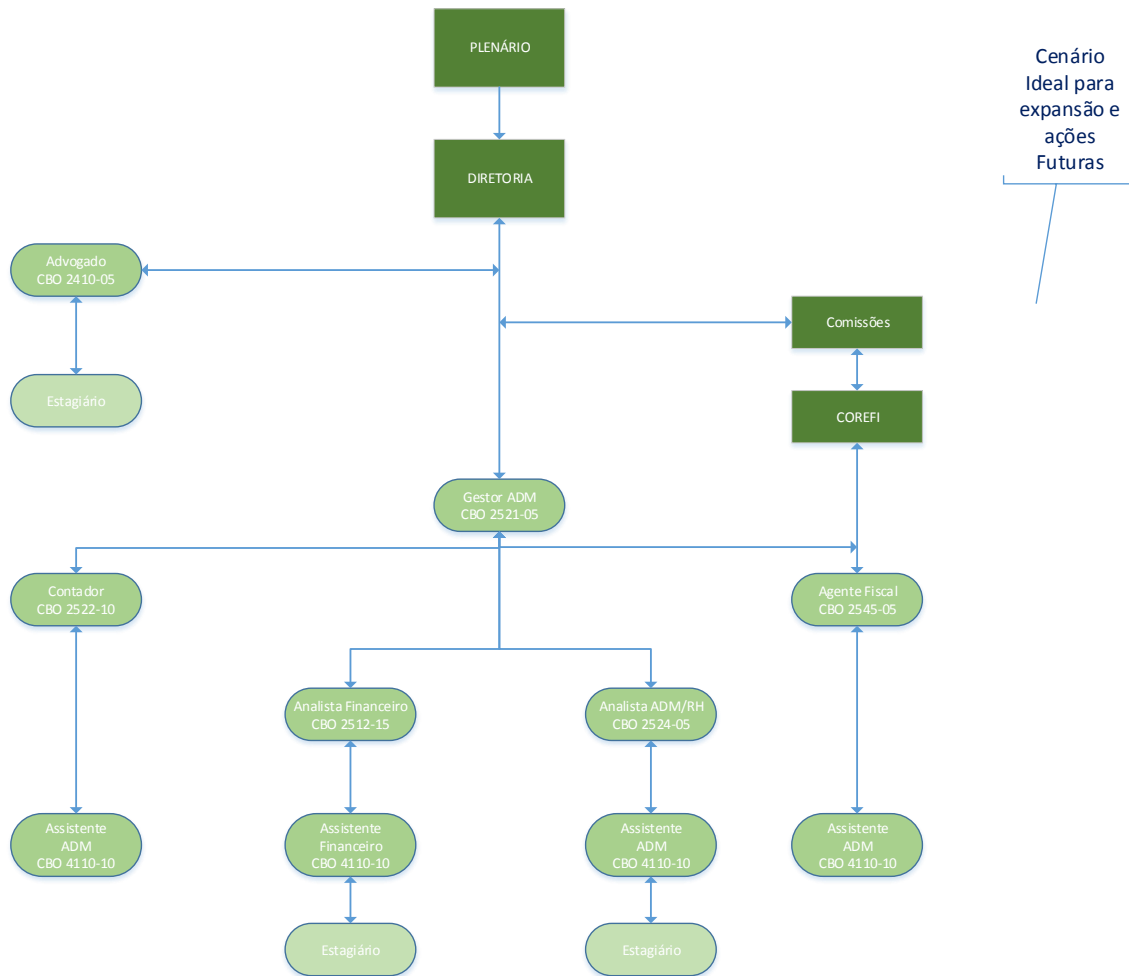 PLENÁRIO
Cenário
Ideal para
expansão e
ações
Futuras
DIRETORIA
Advogado
CBO 2410-05
Comissões
Estagiário
COREFI
Gestor ADM
CBO 2521-05
Contador
CBO 2522-10
Agente Fiscal
CBO 2545-05
Analista Financeiro
CBO 2512-15
Analista ADM/RH
CBO 2524-05
Assistente
ADM
CBO 4110-10
Assistente
Financeiro
CBO 4110-10
Assistente
ADM
CBO 4110-10
Assistente
ADM
CBO 4110-10
Estagiário
Estagiário